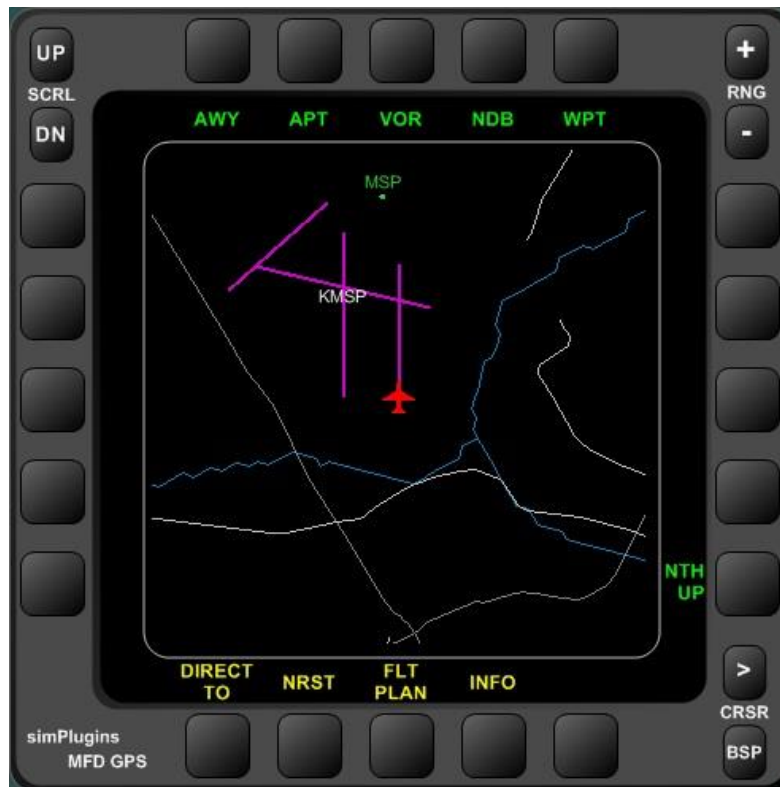 UP
SCRL
DN
+
RNG
-
AWY APT VOR NDB WPT
MSP
KMSP
NTH
UP
DIRECT
TO
NRST
FLT
PLAN
INFO
>
CRSR
BSP
simPlugins
MFD GPS